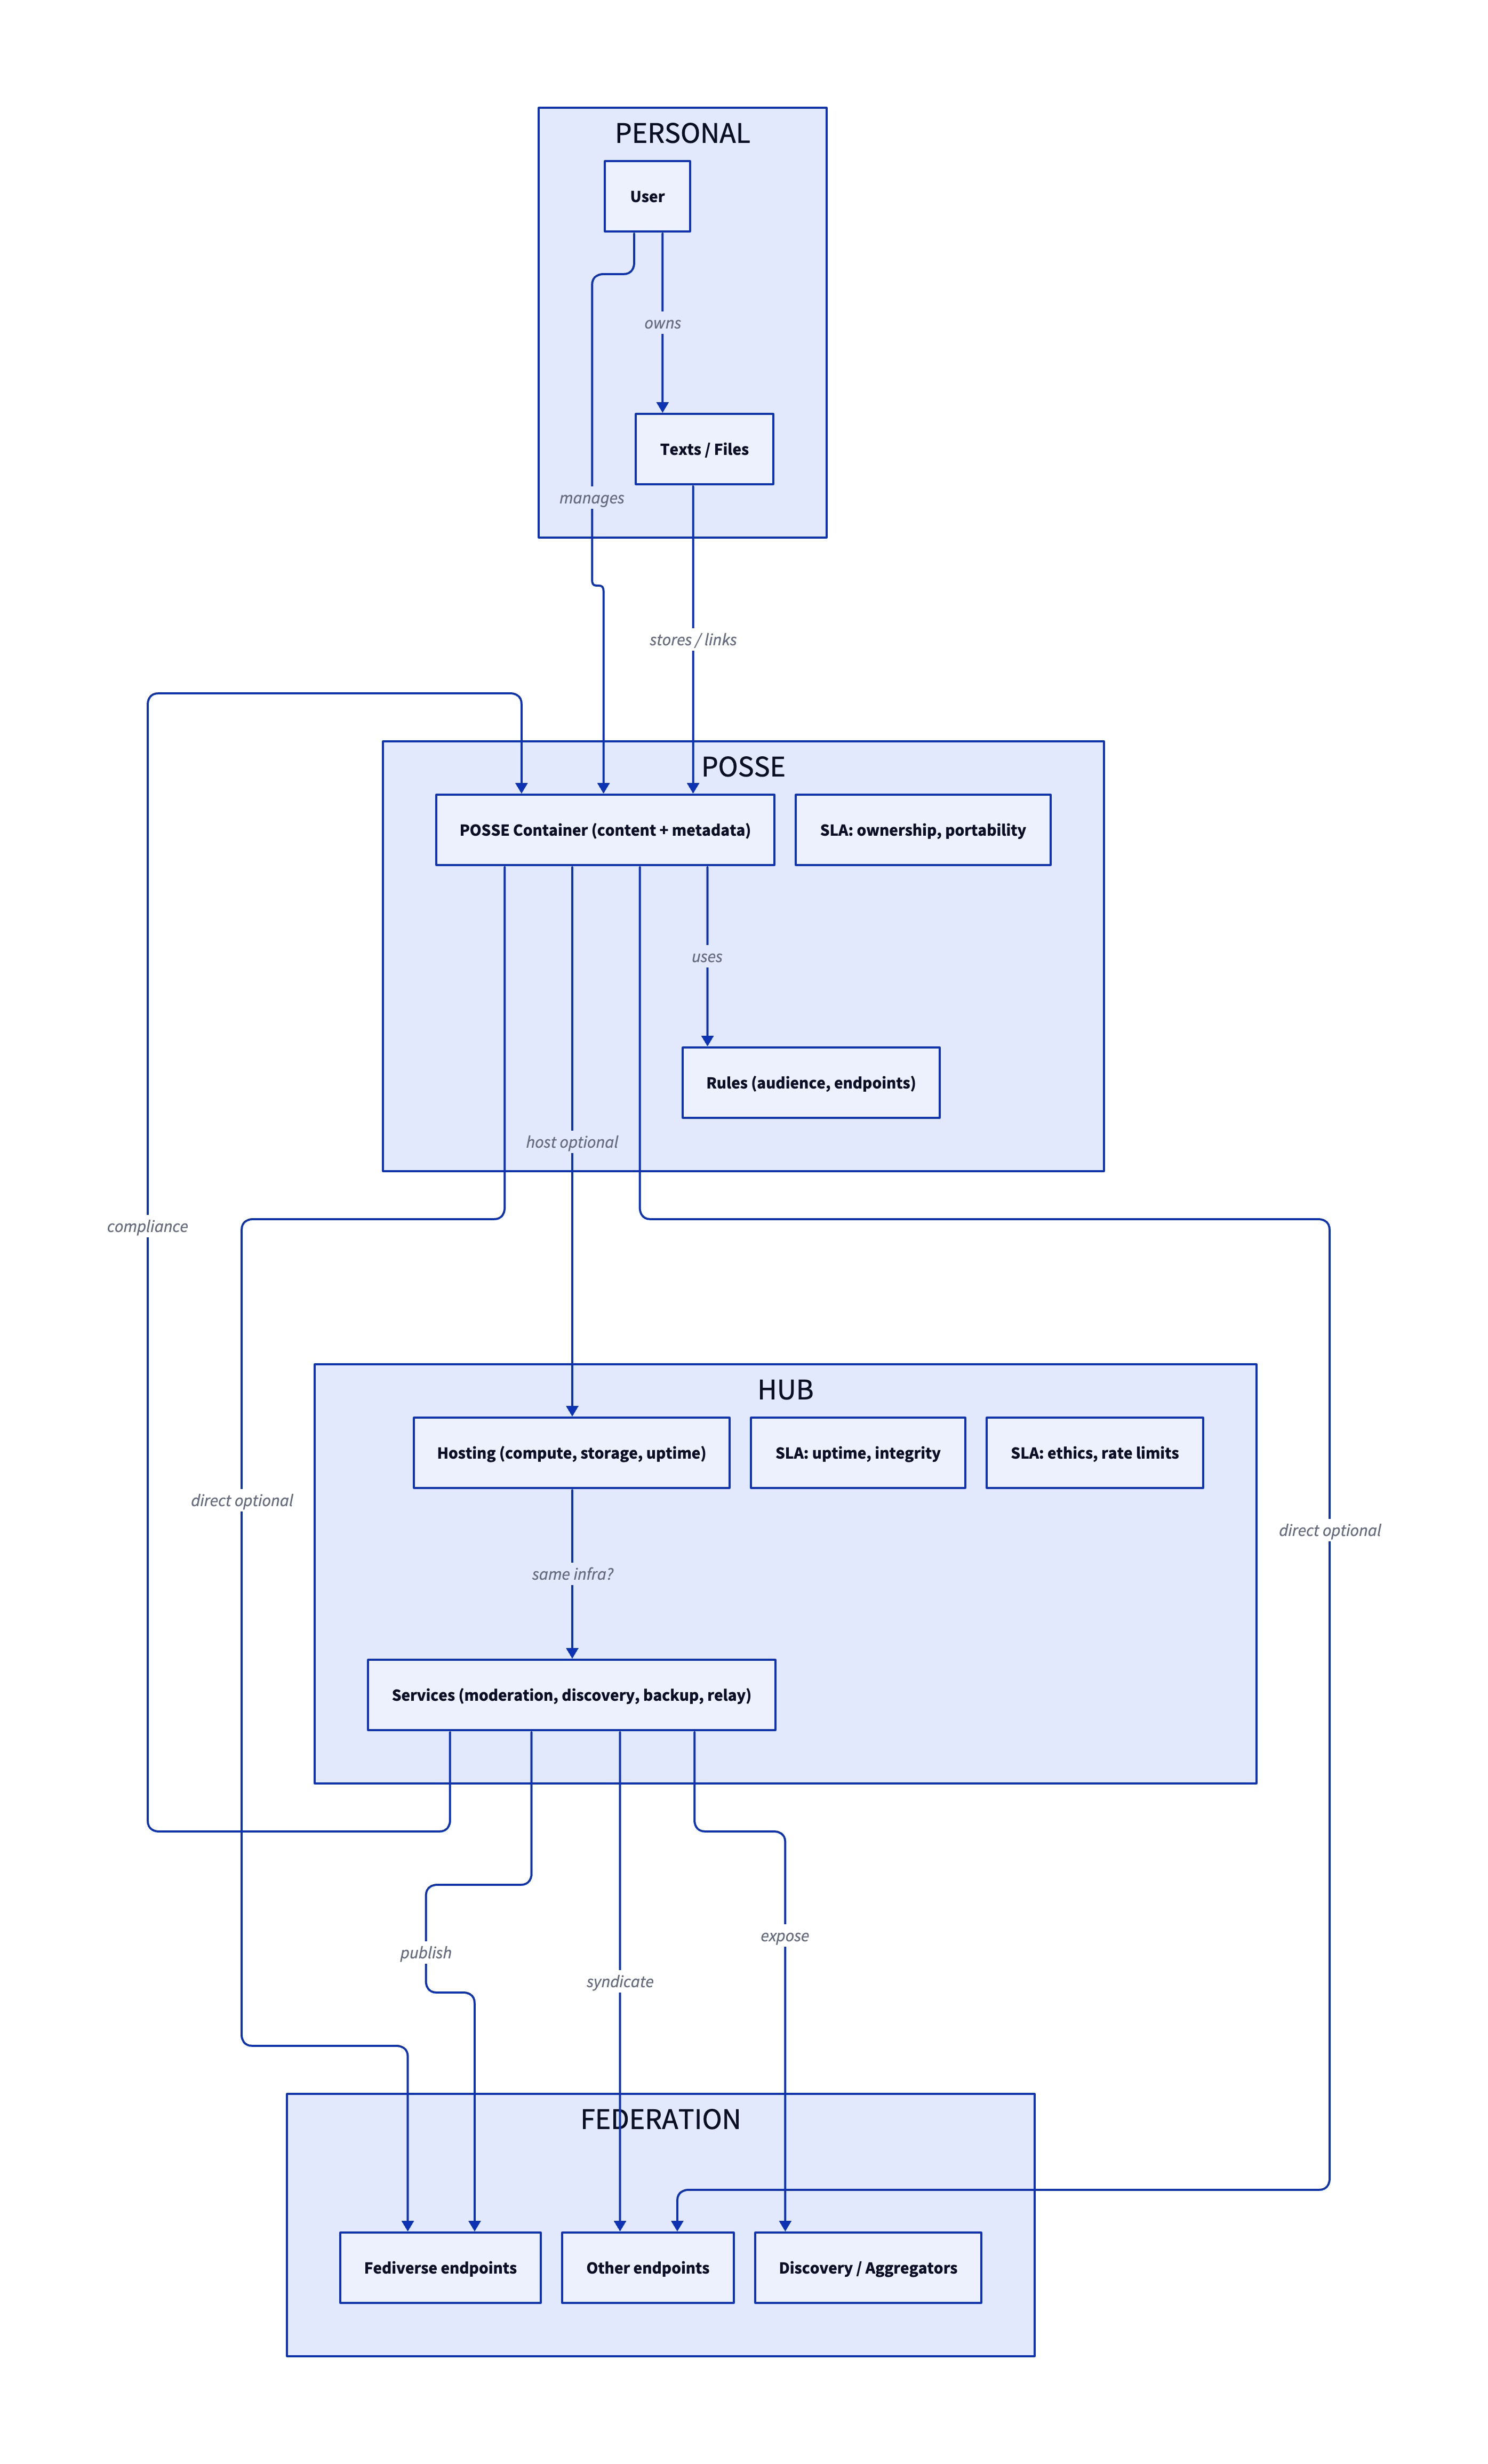 PERSONAL
User
owns
Texts / Files
manages
stores / links
POSSE
POSSE Container (content + metadata)
SLA: ownership, portability
uses
Rules (audience, endpoints)
host optional
compliance
HUB
Hosting (compute, storage, uptime)
SLA: uptime, integrity
SLA: ethics, rate limits
direct optional
direct optional
same infra?
Services (moderation, discovery, backup, relay)
expose
publish
syndicate
FEDERATION
Fediverse endpoints
Other endpoints
Discovery / Aggregators